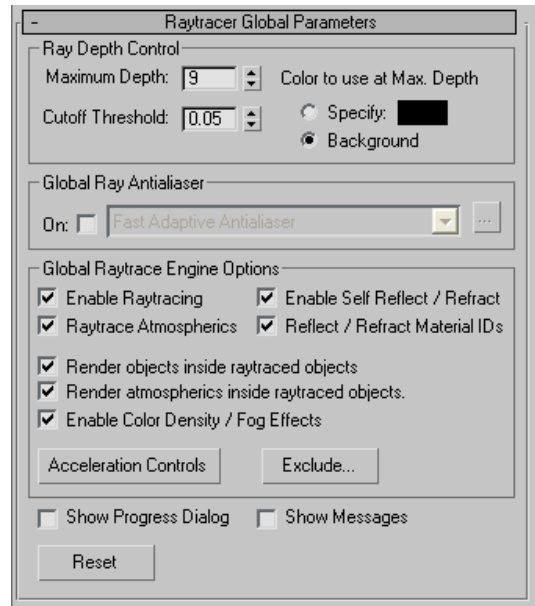 - Raytracer Global Parameters
Ray Depth Control
Maximum Depth: 9
Color to use at Max. Depth
Cutoff Threshold: 0.05
Specify:
Background
Global Ray Antialiaser
On: Fast Adaptive Antialiaser ...
Global Raytrace Engine Options
Enable Raytracing
Enable Self Reflect / Refract
Raytrace Atmospherics
Reflect / Refract Material IDs
Render objects inside raytraced objects
Render atmospherics inside raytraced objects.
Enable Color Density / Fog Effects
Acceleration Controls
Exclude...
Show Progress Dialog
Show Messages
Reset